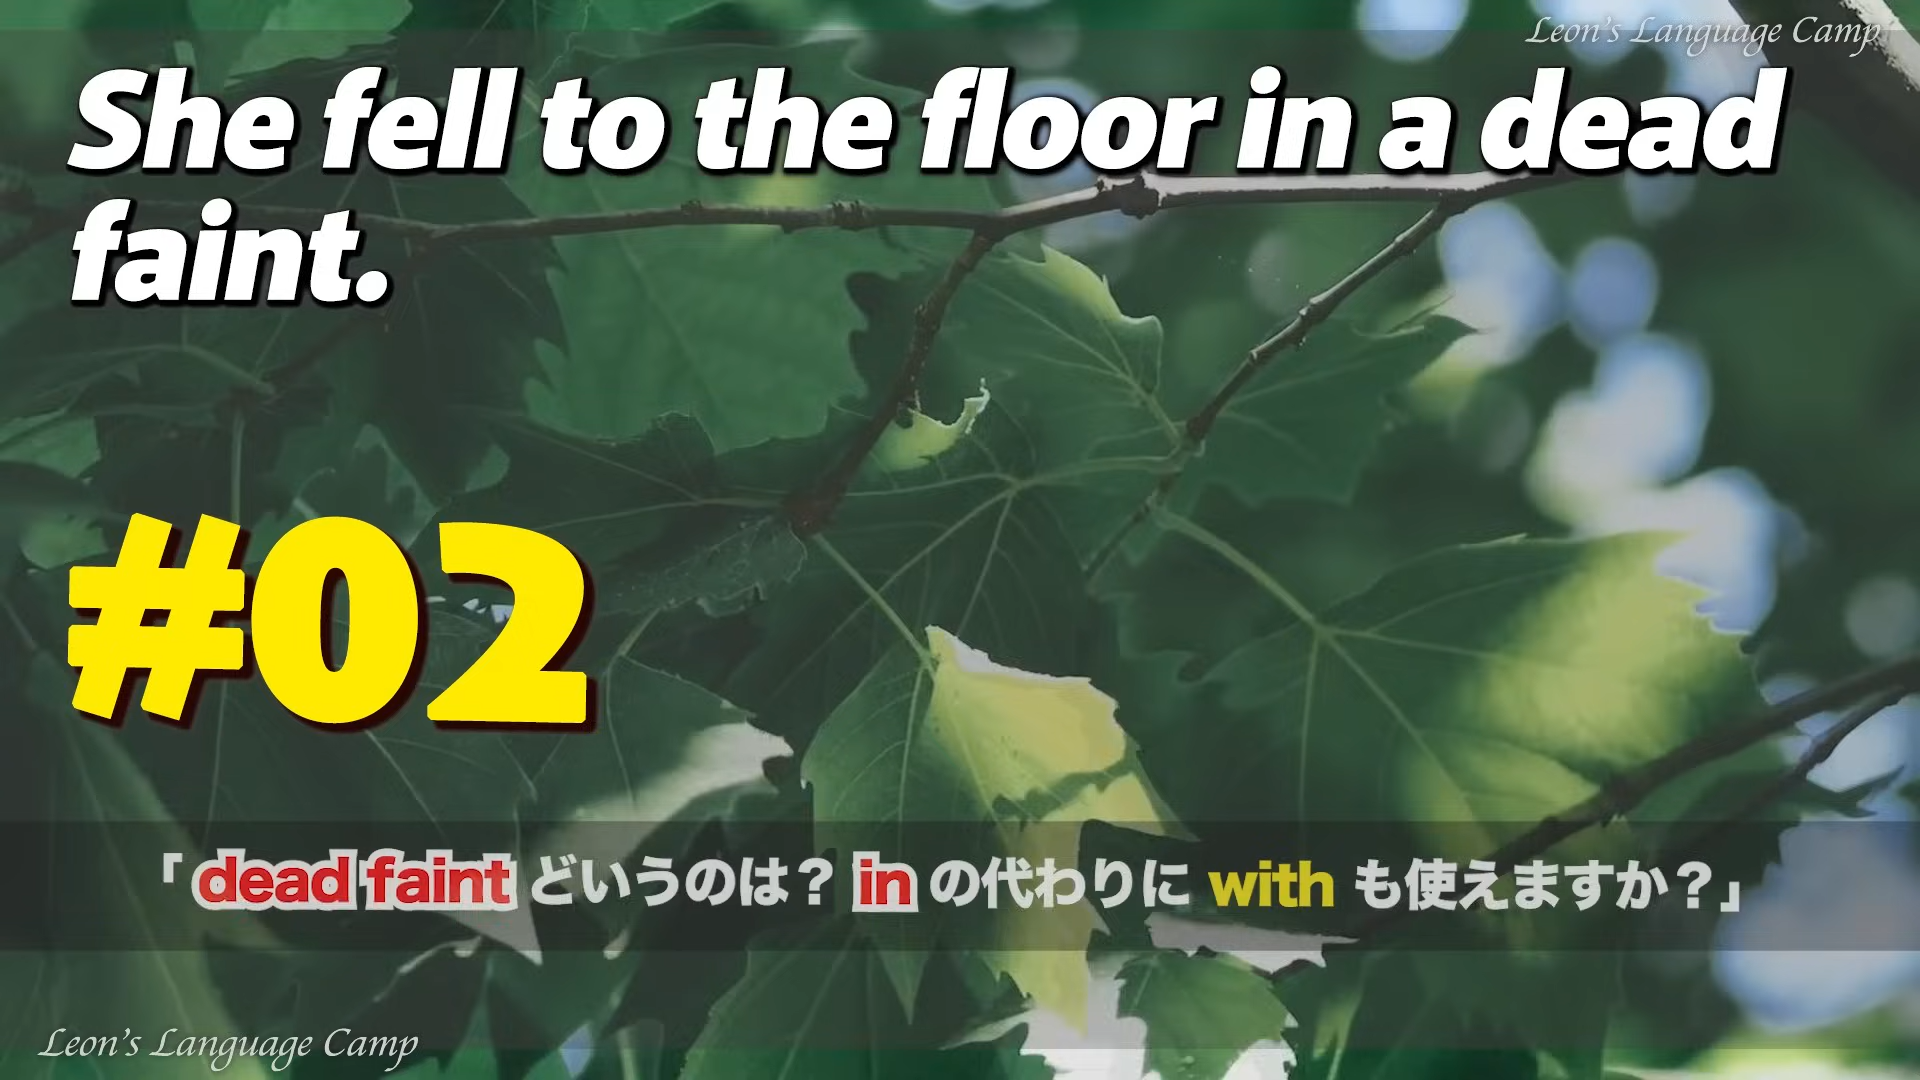 Leon's Language Camp
She fell to the floor in a dead
faint.
#02
「dead faint どいうのは？ in の代わりに with も使えますか？」
Leon's Language Camp